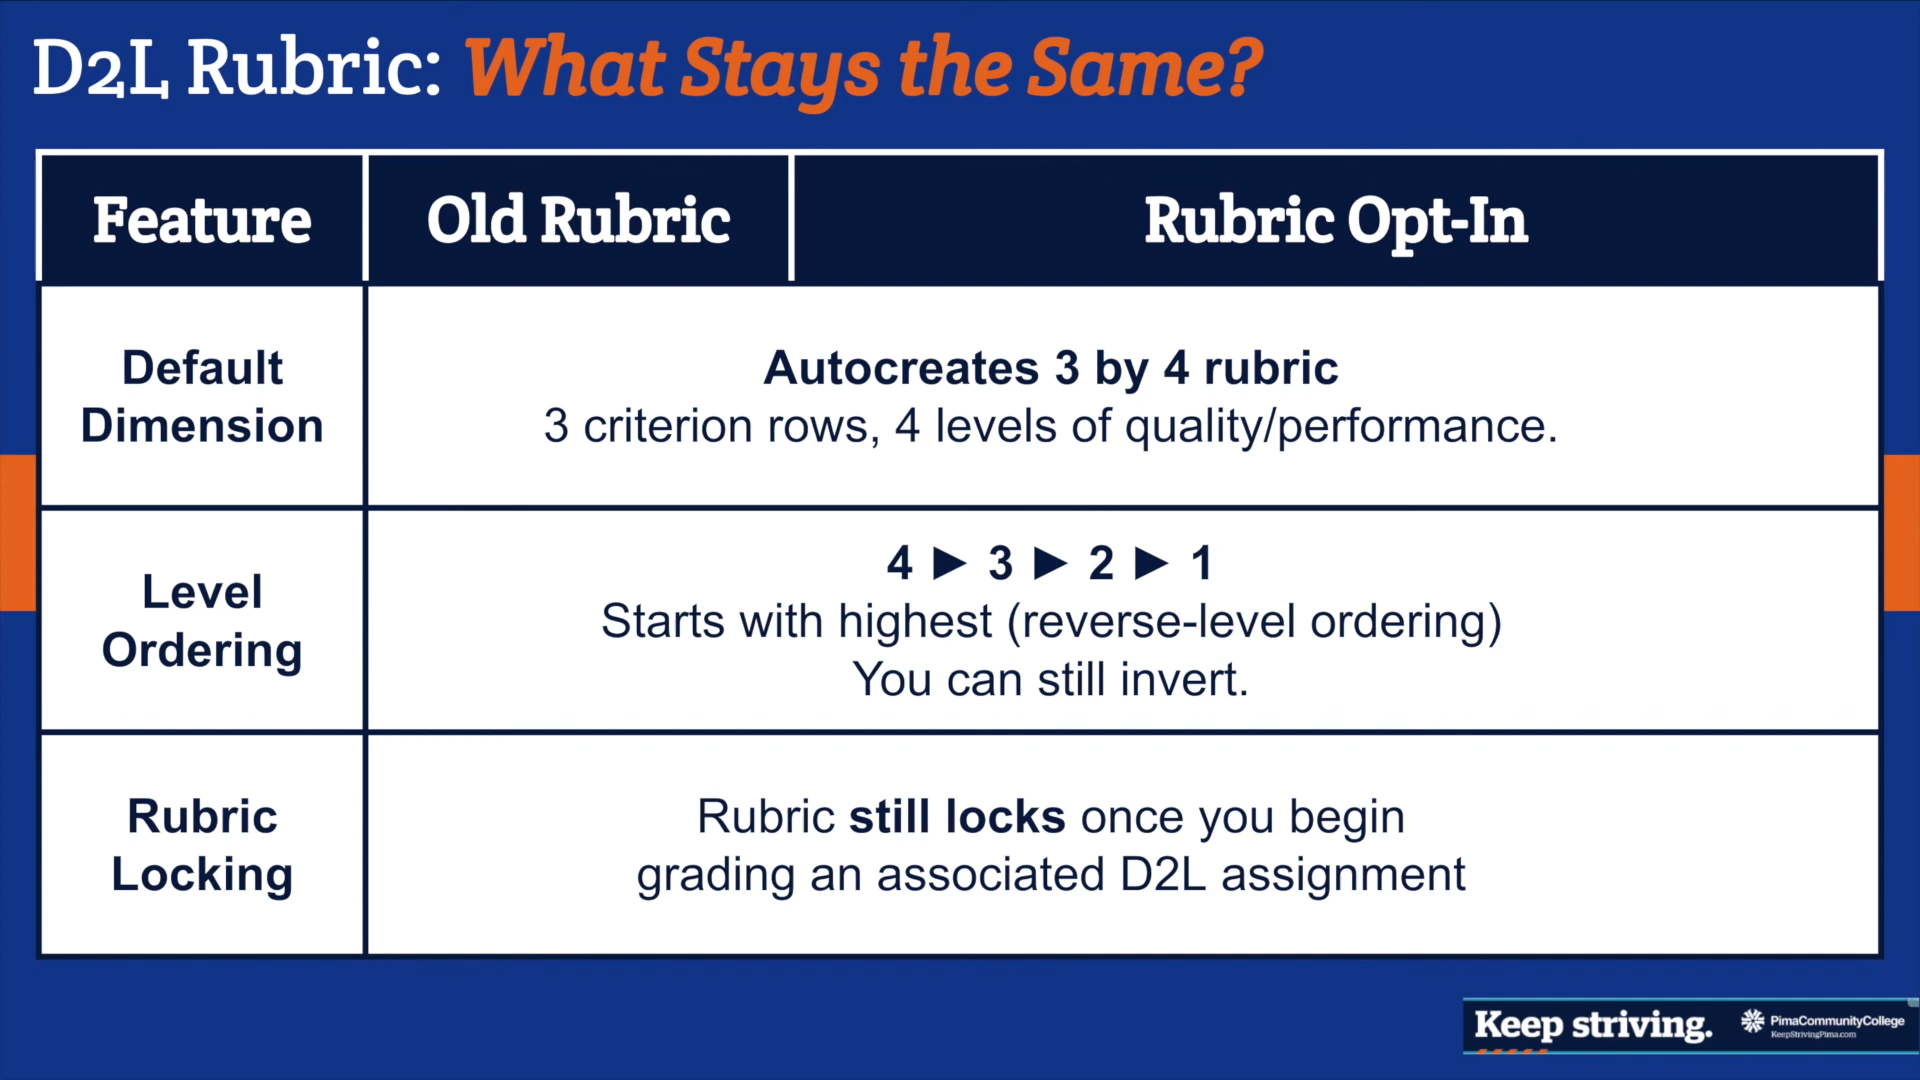 D2L Rubric: What Stays the Same?
Feature
Old Rubric
Rubric Opt-In
Default
Dimension
Autocreates 3 by 4 rubric
3 criterion rows, 4 levels of quality/performance.
Level
Ordering
4 ► 3 ► 2 ► 1
Starts with highest (reverse-level ordering)
You can still invert.
Rubric
Locking
Rubric still locks once you begin
grading an associated D2L assignment
Keep striving.
PimaCommunityCollege
KeepStrivingPima.com